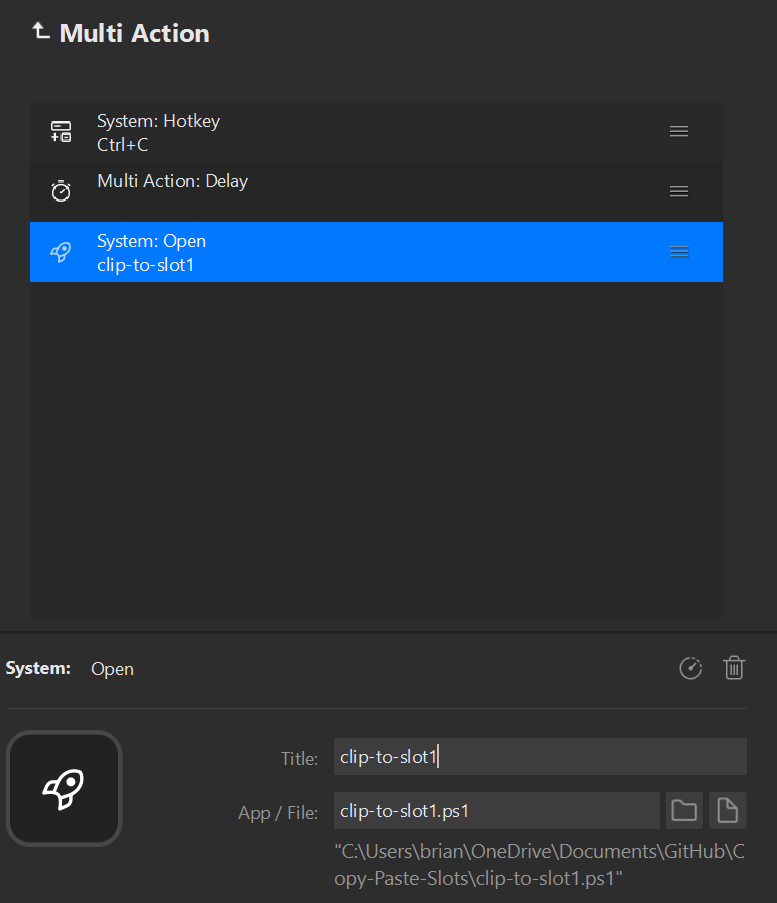 Multi Action
System: Hotkey
Ctrl+C
Multi Action: Delay
System: Open
clip-to-slot1
System: Open
Title: clip-to-slot1
App / File: clip-to-slot1.ps1
"C:\Users\brian\OneDrive\Documents\GitHub\C
opy-Paste-Slots\clip-to-slot1.ps1"